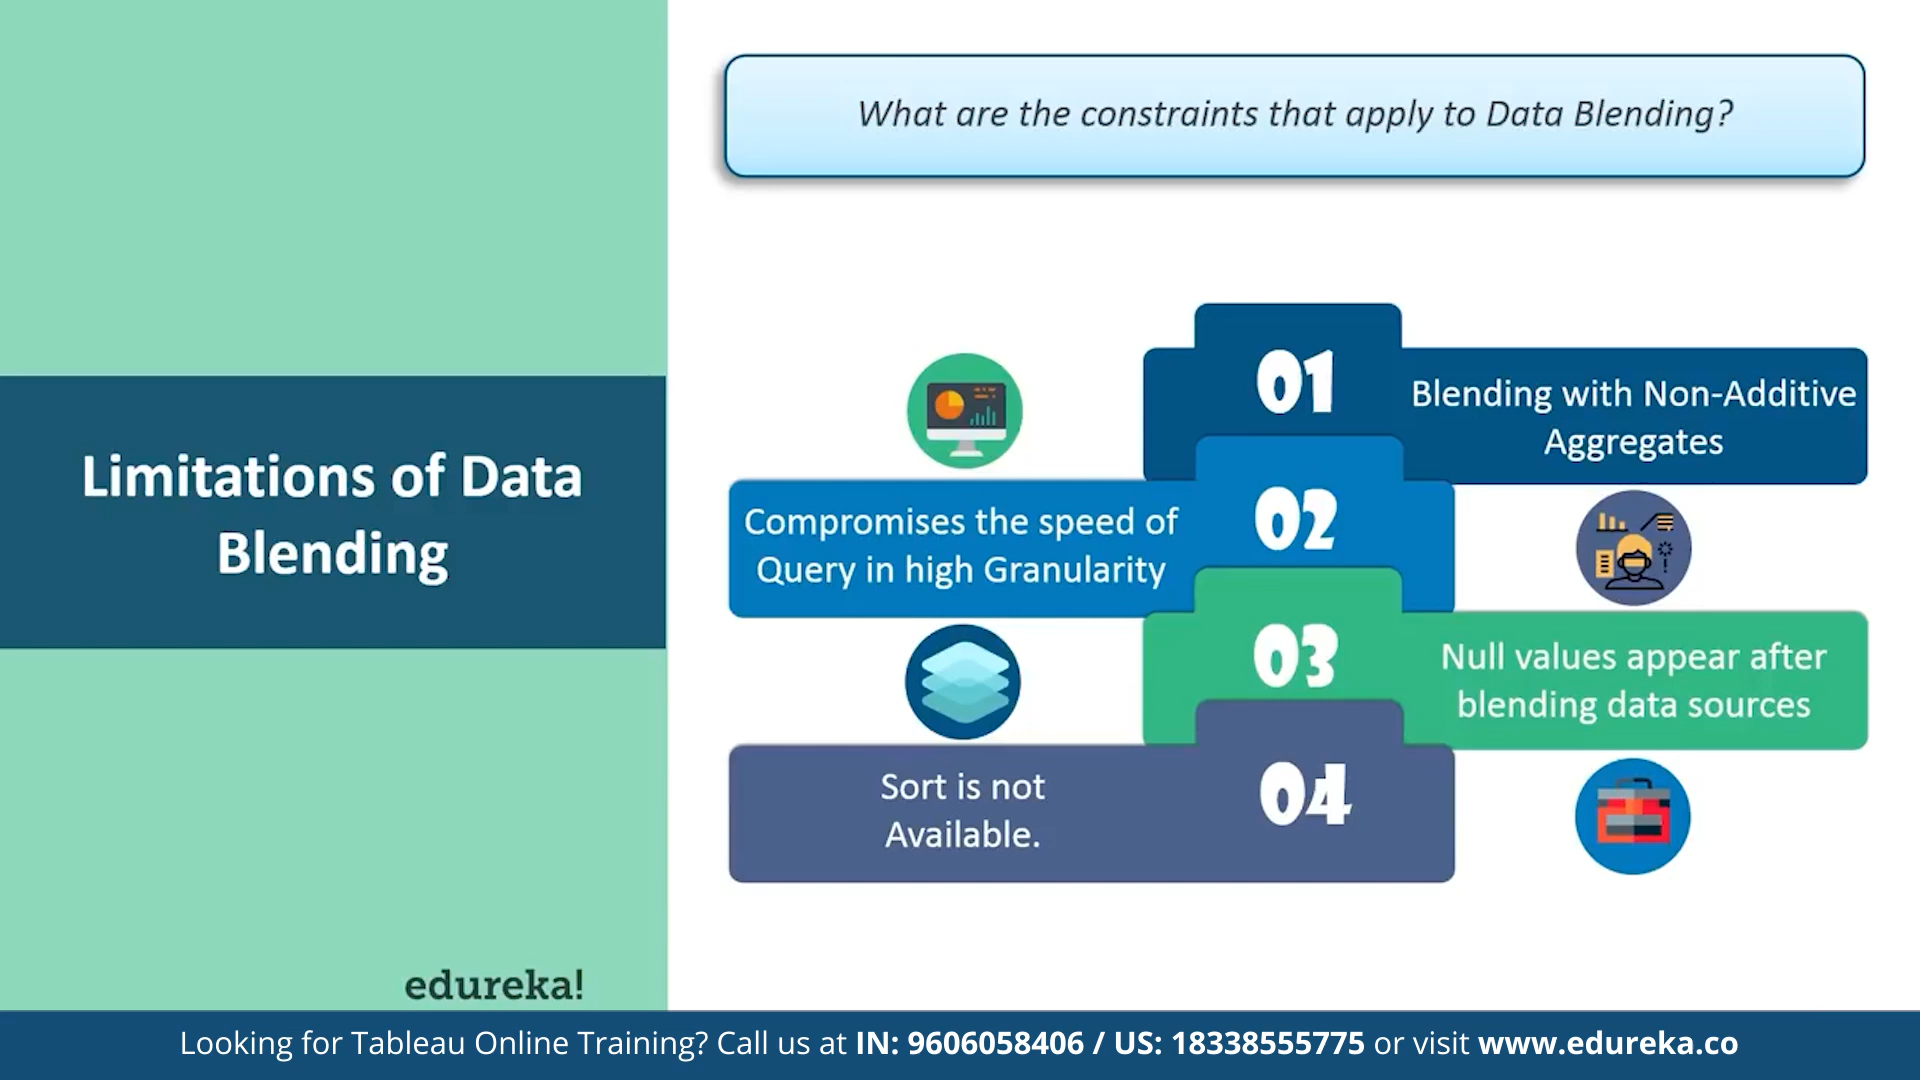 What are the constraints that apply to Data Blending?
Limitations of Data
Blending
01
Blending with Non-Additive
Aggregates
Compromises the speed of
Query in high Granularity
02
03
Null values appear after
blending data sources
Sort is not
Available.
04
edureka!
Looking for Tableau Online Training? Call us at IN: 9606058406 / US: 18338555775 or visit www.edureka.co